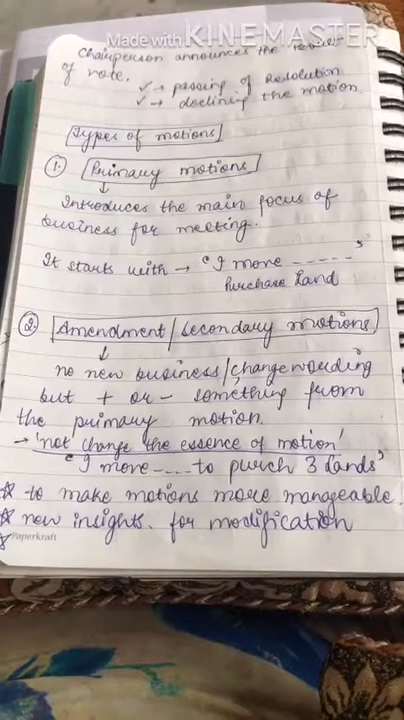 Made with KINEMASTER
Chairperson announces the
of vote.
✓→ passing of Resolution
✓→ declining the motion
Types of motions
1. Primary motions
↓
Introduces the main focus of
business for meeting.
It starts with → "I move ------"
Purchase Land
2. Amendment/secondary motions
↓
no new business/change wouding
but + or - something from
the primary motion.
→ 'not change the essence of motion'
"I move ---- to purch 3 lands"
☆ to make motions more manageable.
☆ new insights. for modification
☆
Paperkraft